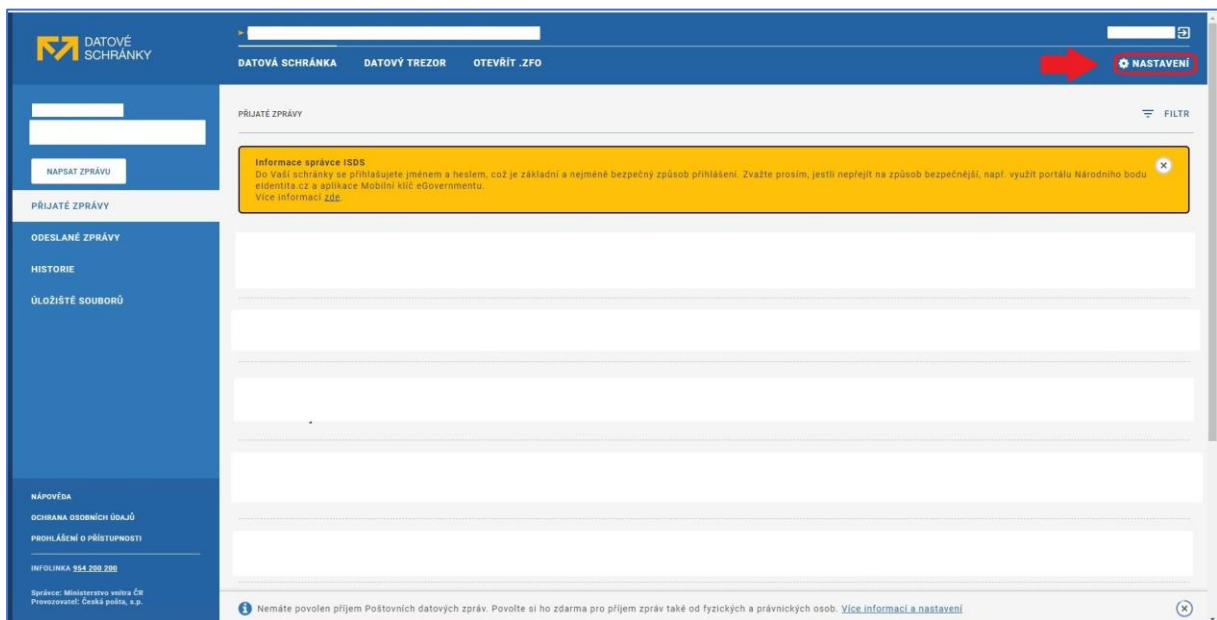 DATOVÉ
SCHRÁNKY
DATOVÁ SCHRÁNKA DATOVÝ TREZOR OTEVŘÍT .ZFO
NASTAVENÍ
NAPSAT ZPRÁVU
PŘIJATÉ ZPRÁVY
ODESLANÉ ZPRÁVY
HISTORIE
ÚLOŽIŠTĚ SOUBORŮ
NÁPOVĚDA
OCHRANA OSOBNÍCH ÚDAJŮ
PROHLÁŠENÍ O PŘÍSTUPNOSTI
INFOLINKA 954 200 200
Správce: Ministerstvo vnitra ČR
Provozovatel: Česká pošta, s.p.
PŘIJATÉ ZPRÁVY
FILTR
Informace správce ISDS
Do Vaší schránky se přihlašujete jménem a heslem, což je základní a nejméně bezpečný způsob přihlášení. Zvažte prosím, jestli nepřejít na způsob bezpečnější, např. využít portálu Národního bodu
eidentita.cz a aplikace Mobilní klíč eGovernmentu.
Více informací zde.
Nemáte povolen příjem Poštovních datových zpráv. Povolte si ho zdarma pro příjem zpráv také od fyzických a právnických osob. Více informací a nastavení